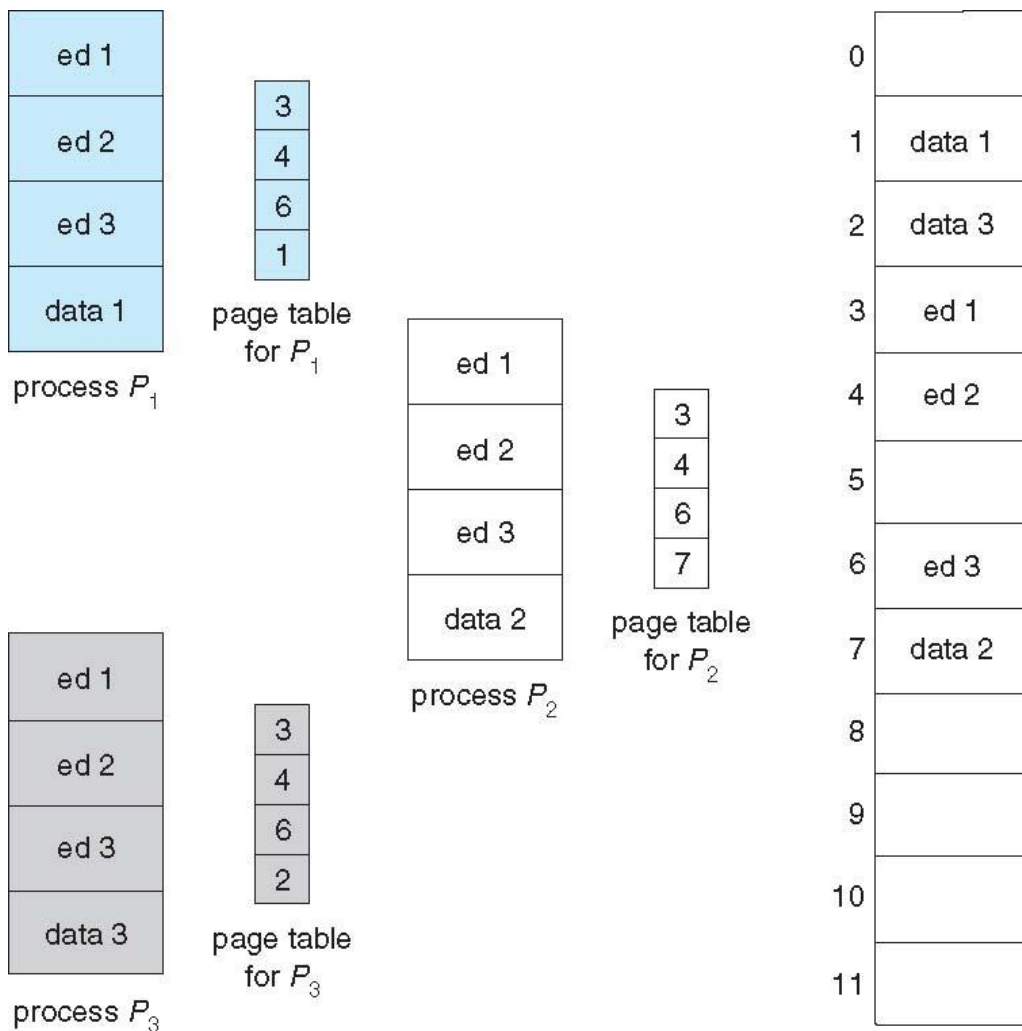 ed 1
ed 2
ed 3
data 1
process P1
3
4
6
1
page table
for P1
ed 1
ed 2
ed 3
data 2
process P2
3
4
6
7
page table
for P2
ed 1
ed 2
ed 3
data 3
process P3
3
4
6
2
page table
for P3
0
1 data 1
2 data 3
3 ed 1
4 ed 2
5
6 ed 3
7 data 2
8
9
10
11